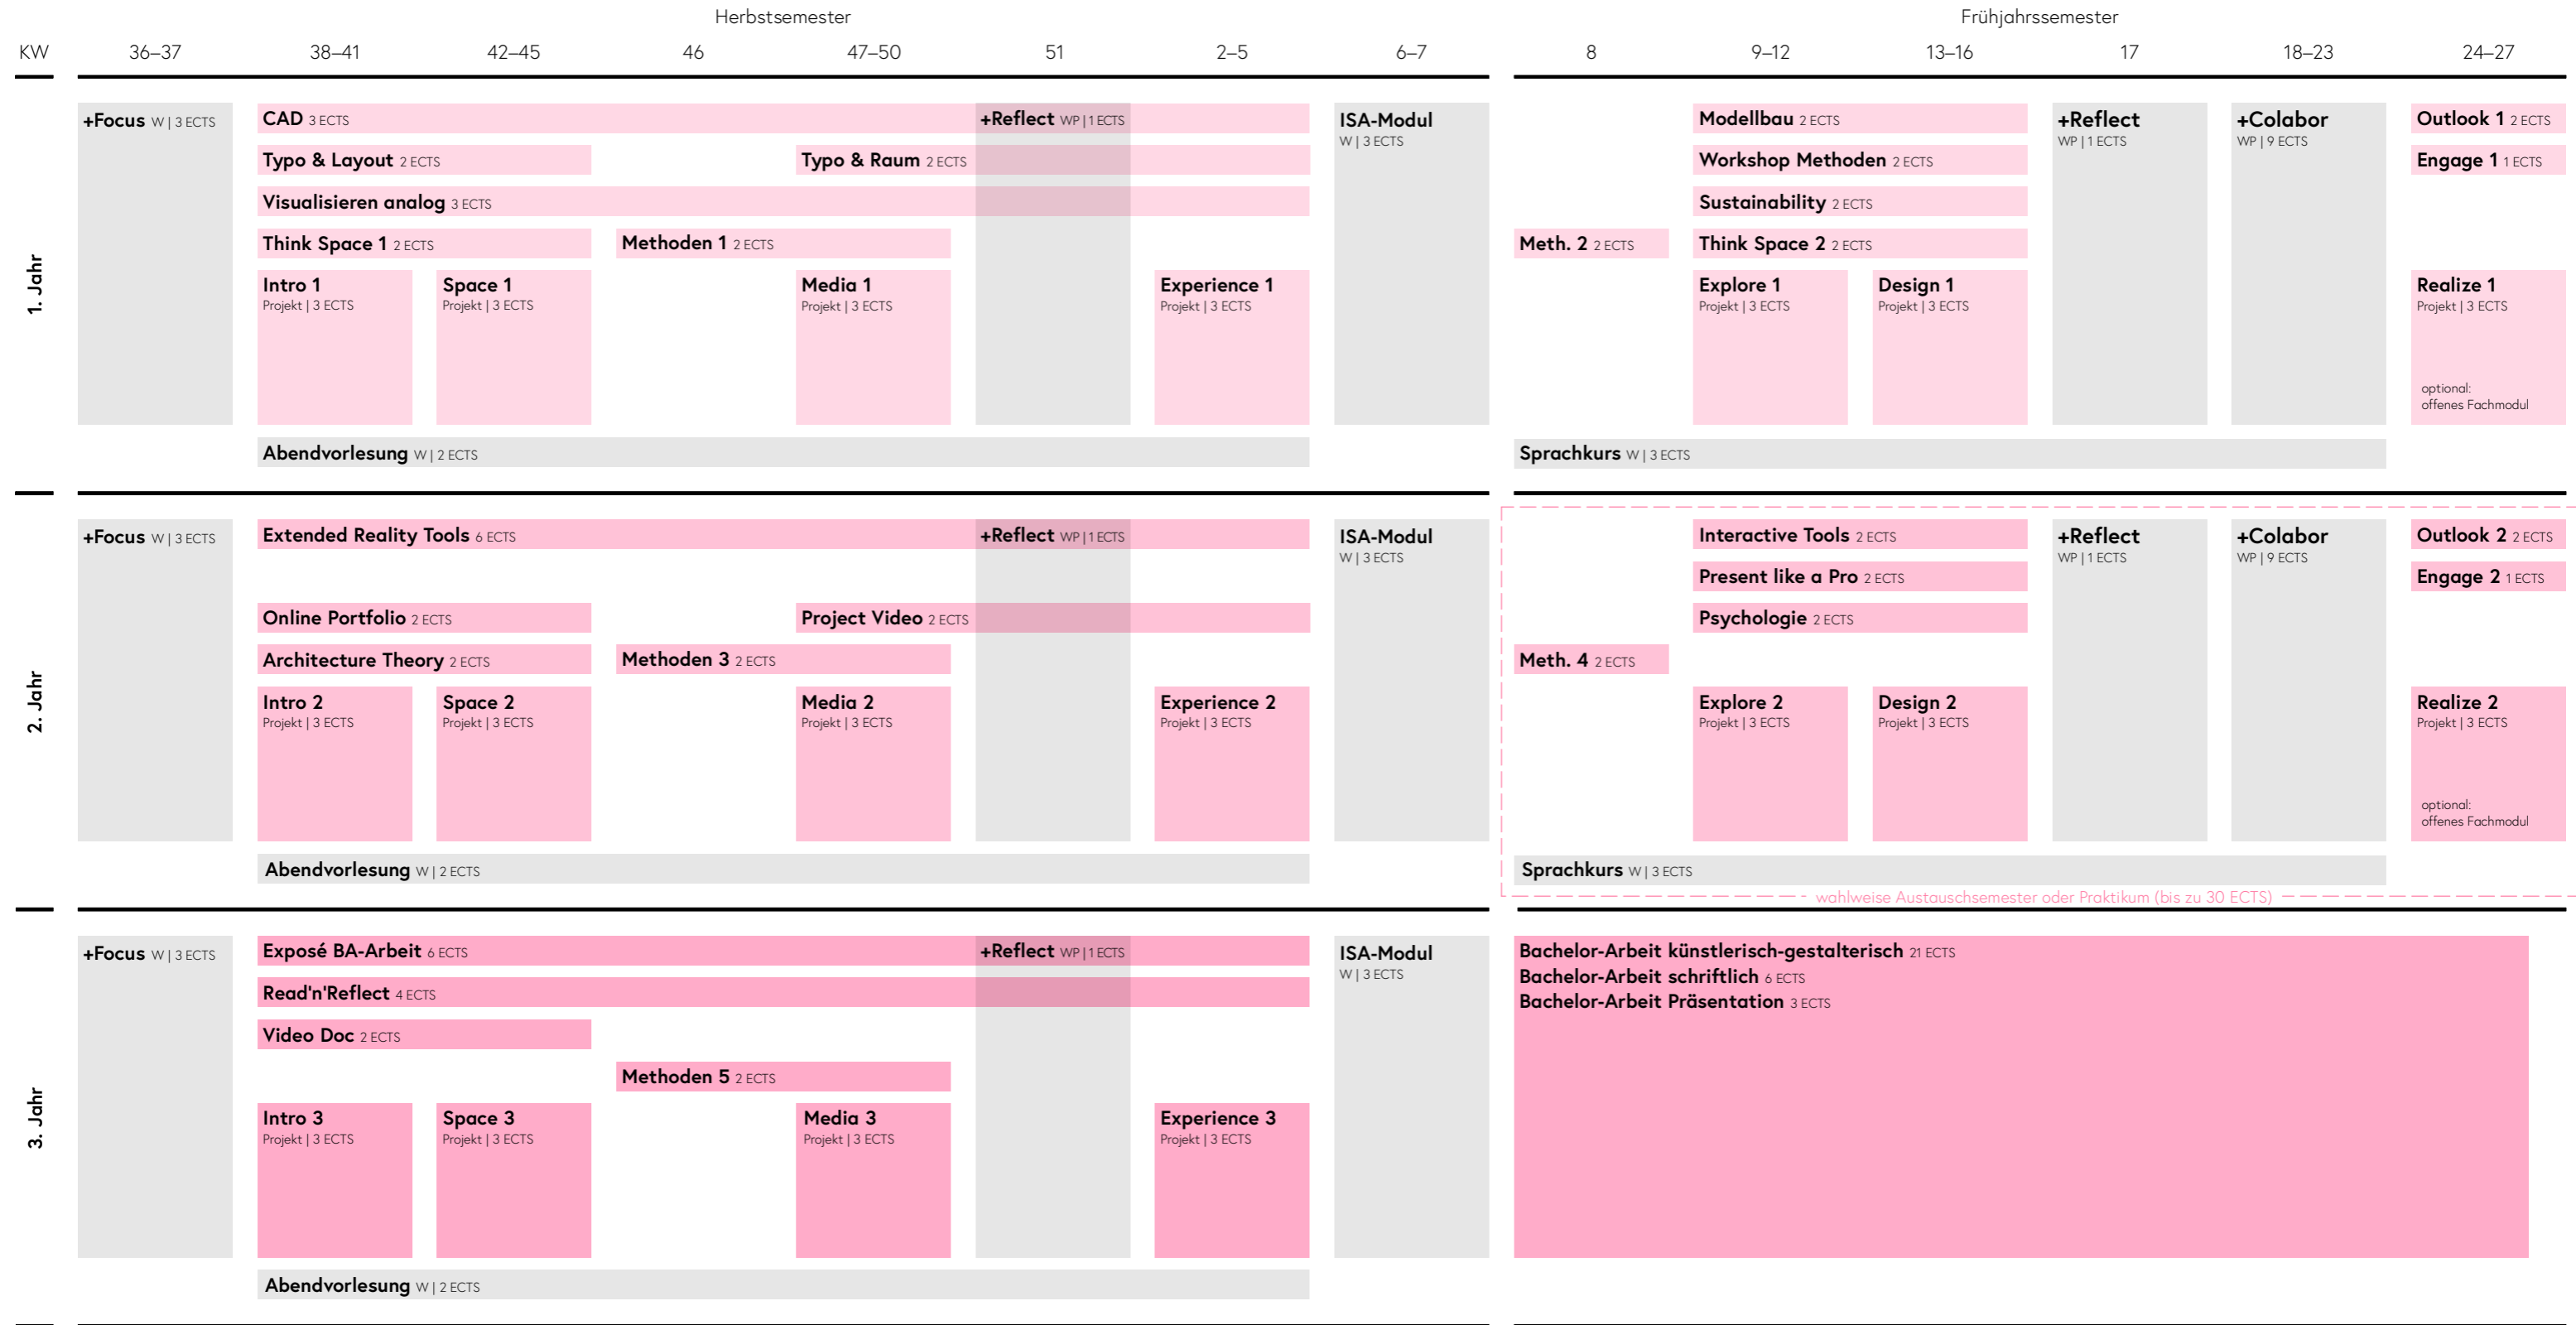 Herbstsemester
Frühjahrssemester
KW
36–37
38–41
42–45
46
47–50
51
2–5
6–7
8
9–12
13–16
17
18–23
24–27
1. Jahr
+Focus W | 3 ECTS
CAD 3 ECTS
+Reflect WP | 1 ECTS
Typo & Layout 2 ECTS
Typo & Raum 2 ECTS
Visualisieren analog 3 ECTS
Think Space 1 2 ECTS
Methoden 1 2 ECTS
Intro 1
Projekt | 3 ECTS
Space 1
Projekt | 3 ECTS
Media 1
Projekt | 3 ECTS
Experience 1
Projekt | 3 ECTS
ISA-Modul
W | 3 ECTS
Abendvorlesung W | 2 ECTS
Meth. 2 2 ECTS
Modellbau 2 ECTS
Workshop Methoden 2 ECTS
Sustainability 2 ECTS
Think Space 2 2 ECTS
Explore 1
Projekt | 3 ECTS
Design 1
Projekt | 3 ECTS
+Reflect
WP | 1 ECTS
+Colabor
WP | 9 ECTS
Outlook 1 2 ECTS
Engage 1 1 ECTS
Realize 1
Projekt | 3 ECTS
optional:
offenes Fachmodul
Sprachkurs W | 3 ECTS
2. Jahr
+Focus W | 3 ECTS
Extended Reality Tools 6 ECTS
+Reflect WP | 1 ECTS
Online Portfolio 2 ECTS
Project Video 2 ECTS
Architecture Theory 2 ECTS
Methoden 3 2 ECTS
Intro 2
Projekt | 3 ECTS
Space 2
Projekt | 3 ECTS
Media 2
Projekt | 3 ECTS
Experience 2
Projekt | 3 ECTS
ISA-Modul
W | 3 ECTS
Abendvorlesung W | 2 ECTS
Meth. 4 2 ECTS
Interactive Tools 2 ECTS
Present like a Pro 2 ECTS
Psychologie 2 ECTS
Explore 2
Projekt | 3 ECTS
Design 2
Projekt | 3 ECTS
+Reflect
WP | 1 ECTS
+Colabor
WP | 9 ECTS
Outlook 2 2 ECTS
Engage 2 1 ECTS
Realize 2
Projekt | 3 ECTS
optional:
offenes Fachmodul
Sprachkurs W | 3 ECTS
wahlweise Austauschsemester oder Praktikum (bis zu 30 ECTS)
3. Jahr
+Focus W | 3 ECTS
Exposé BA-Arbeit 6 ECTS
+Reflect WP | 1 ECTS
Read'n'Reflect 4 ECTS
Video Doc 2 ECTS
Methoden 5 2 ECTS
Intro 3
Projekt | 3 ECTS
Space 3
Projekt | 3 ECTS
Media 3
Projekt | 3 ECTS
Experience 3
Projekt | 3 ECTS
ISA-Modul
W | 3 ECTS
Abendvorlesung W | 2 ECTS
Bachelor-Arbeit künstlerisch-gestalterisch 21 ECTS
Bachelor-Arbeit schriftlich 6 ECTS
Bachelor-Arbeit Präsentation 3 ECTS